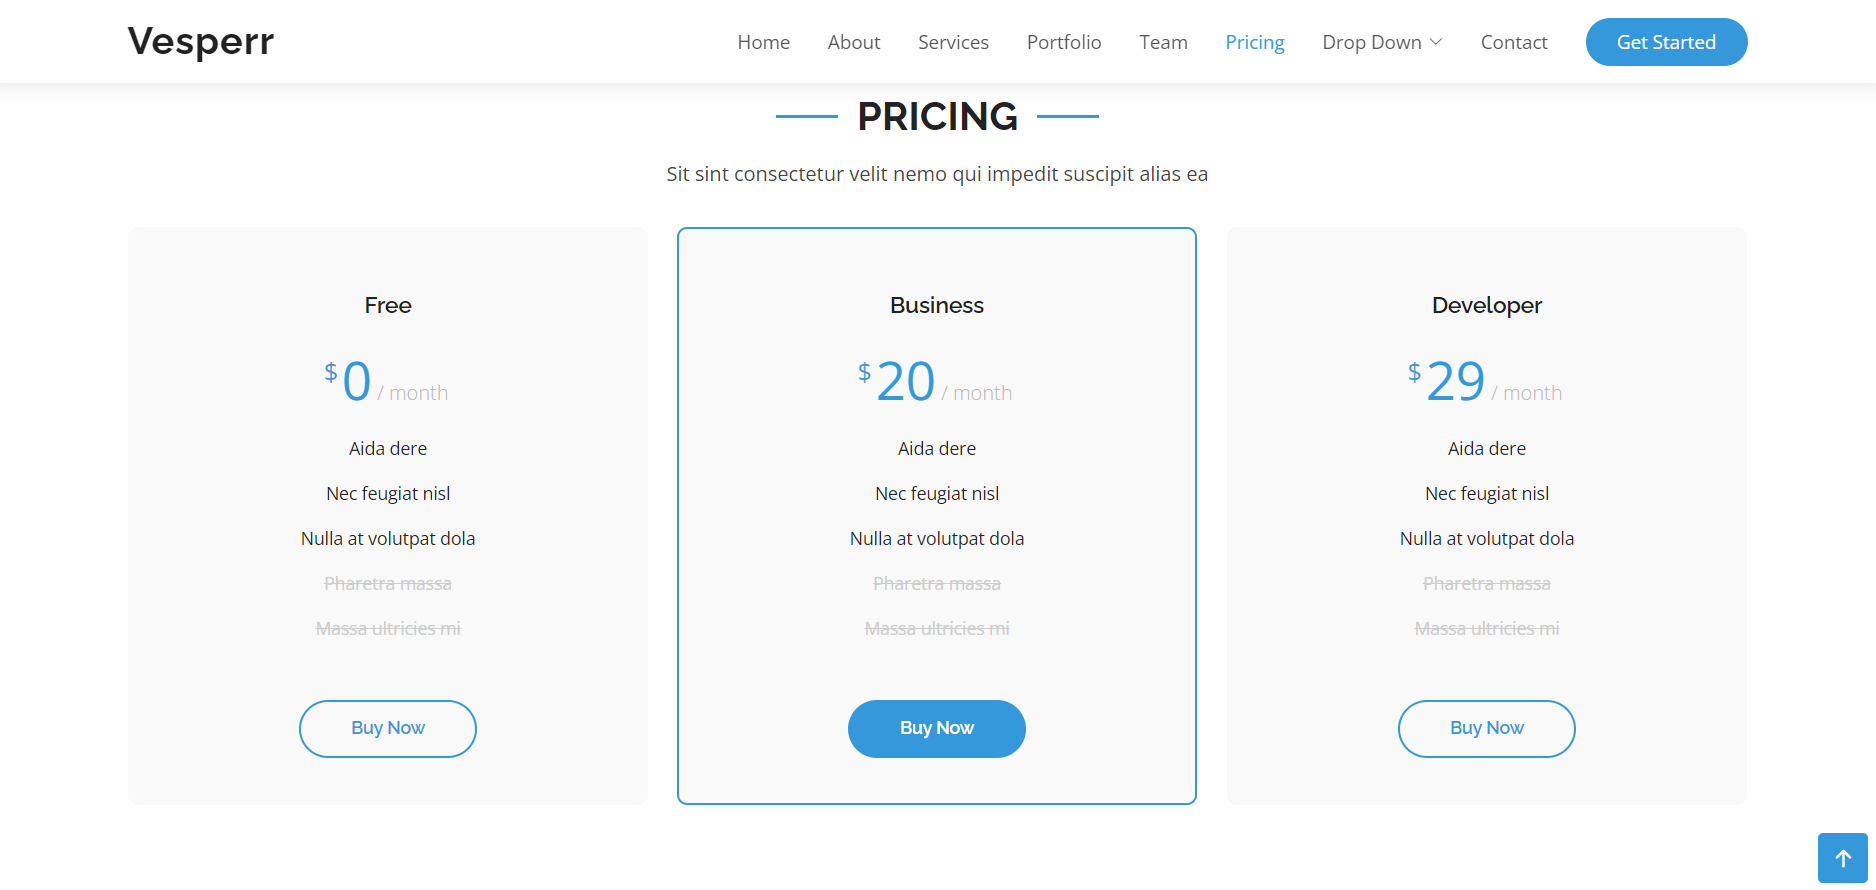 Vesperr
Home About Services Portfolio Team Pricing Drop Down Contact Get Started
PRICING
Sit sint consectetur velit nemo qui impedit suscipit alias ea
Free
$0 / month
Aida dere
Nec feugiat nisl
Nulla at volutpat dola
Pharetra massa
Massa ultricies mi
Buy Now
Business
$20 / month
Aida dere
Nec feugiat nisl
Nulla at volutpat dola
Pharetra massa
Massa ultricies mi
Buy Now
Developer
$29 / month
Aida dere
Nec feugiat nisl
Nulla at volutpat dola
Pharetra massa
Massa ultricies mi
Buy Now